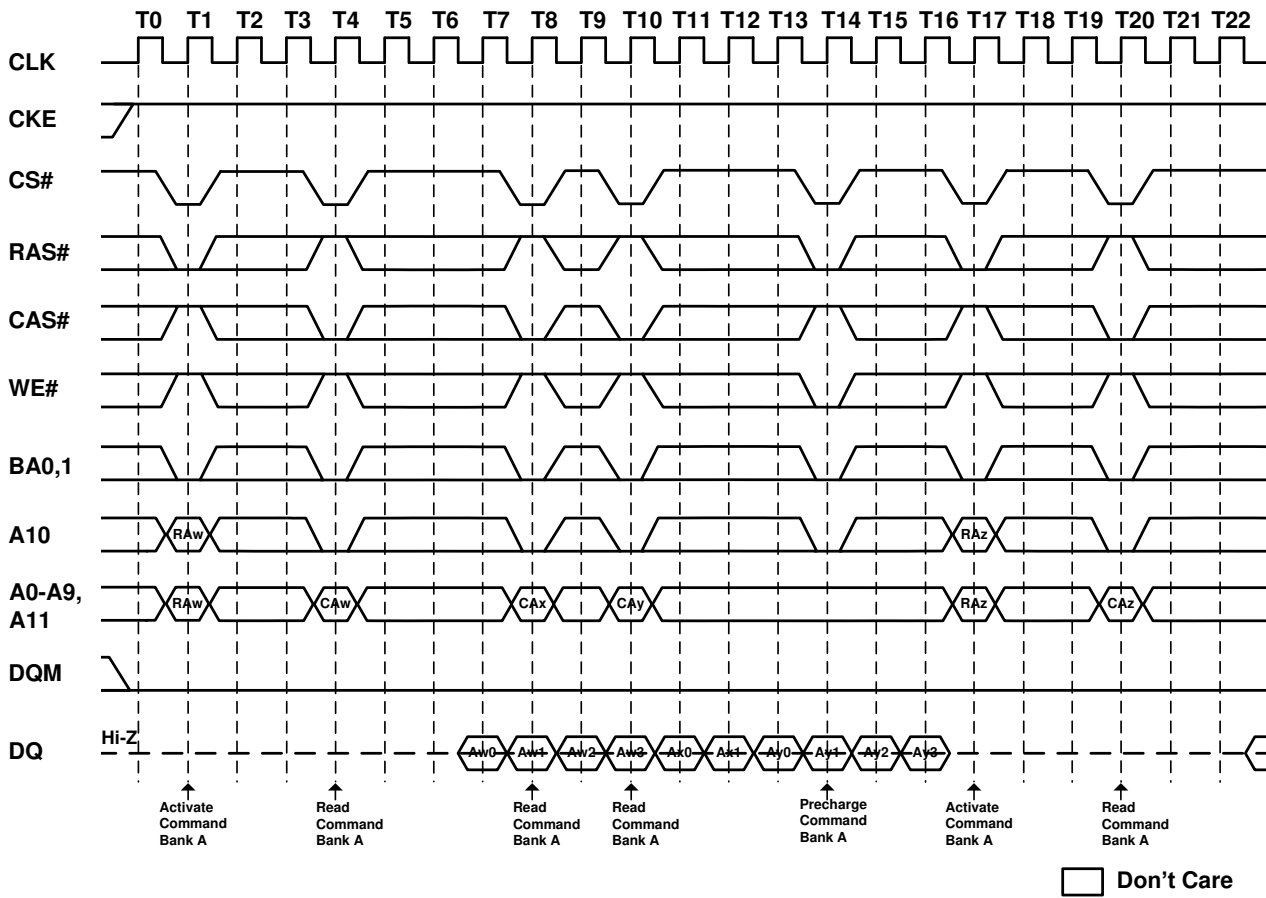 T0 T1 T2 T3 T4 T5 T6 T7 T8 T9 T10 T11 T12 T13 T14 T15 T16 T17 T18 T19 T20 T21 T22
CLK
CKE
CS#
RAS#
CAS#
WE#
BA0,1
A10 RAw RAz
A0-A9,
A11
RAw CAw CAx CAy RAz CAz
DQM
DQ Hi-Z Aw0 Aw1 Aw2 Aw3 Ax0 Ax1 Ay0 Ay1 Ay2 Ay3
Activate
Command
Bank A
Read
Command
Bank A
Read
Command
Bank A
Read
Command
Bank A
Precharge
Command
Bank A
Activate
Command
Bank A
Read
Command
Bank A
Don't Care